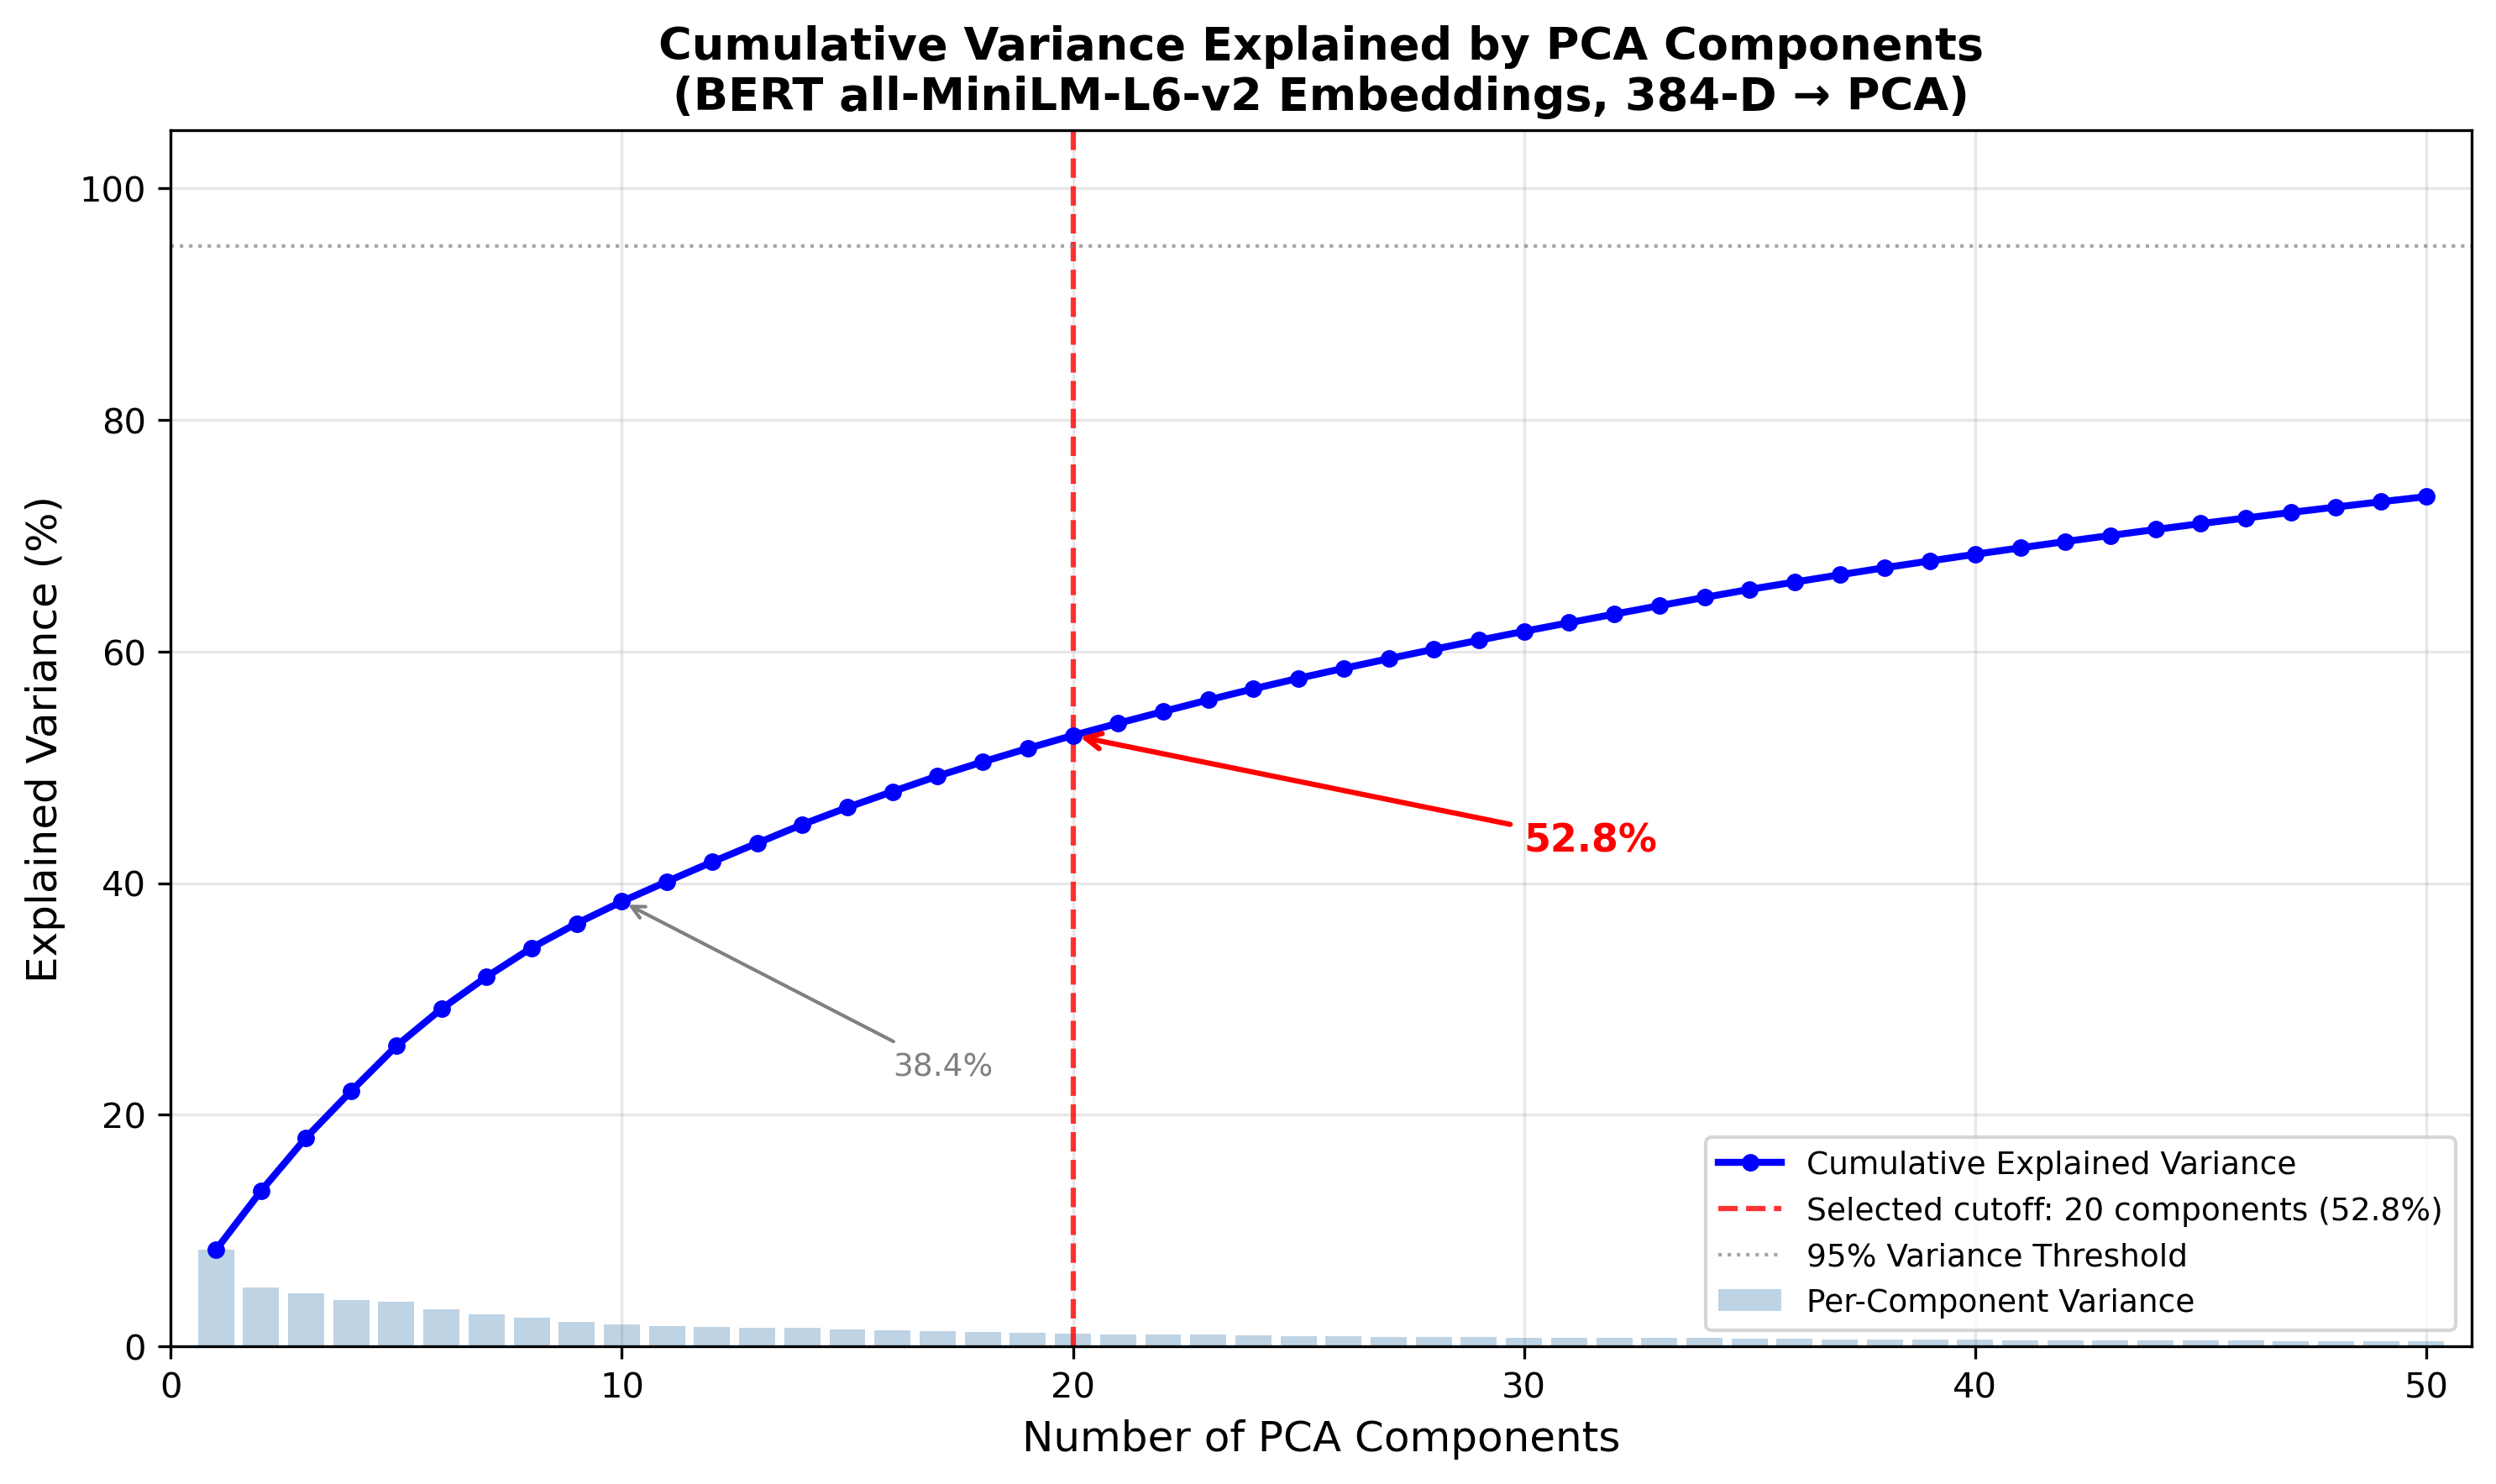 Cumulative Variance Explained by PCA Components
(BERT all-MiniLM-L6-v2 Embeddings, 384-D → PCA)
Explained Variance (%)
100
80
60
40
20
0
52.8%
38.4%
Cumulative Explained Variance
Selected cutoff: 20 components (52.8%)
95% Variance Threshold
Per-Component Variance
0 10 20 30 40 50
Number of PCA Components